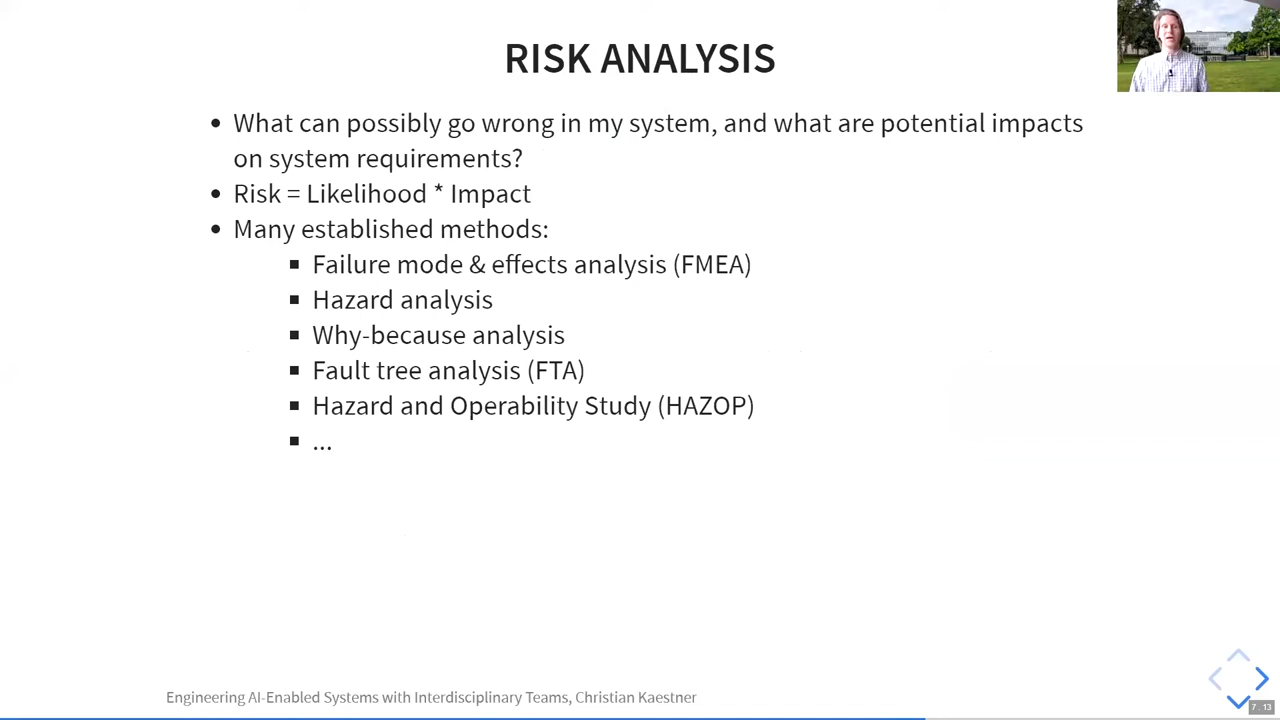 RISK ANALYSIS
• What can possibly go wrong in my system, and what are potential impacts
on system requirements?
• Risk = Likelihood * Impact
• Many established methods:
▪ Failure mode & effects analysis (FMEA)
▪ Hazard analysis
▪ Why-because analysis
▪ Fault tree analysis (FTA)
▪ Hazard and Operability Study (HAZOP)
▪ ...
Engineering AI-Enabled Systems with Interdisciplinary Teams, Christian Kaestner
7 . 13